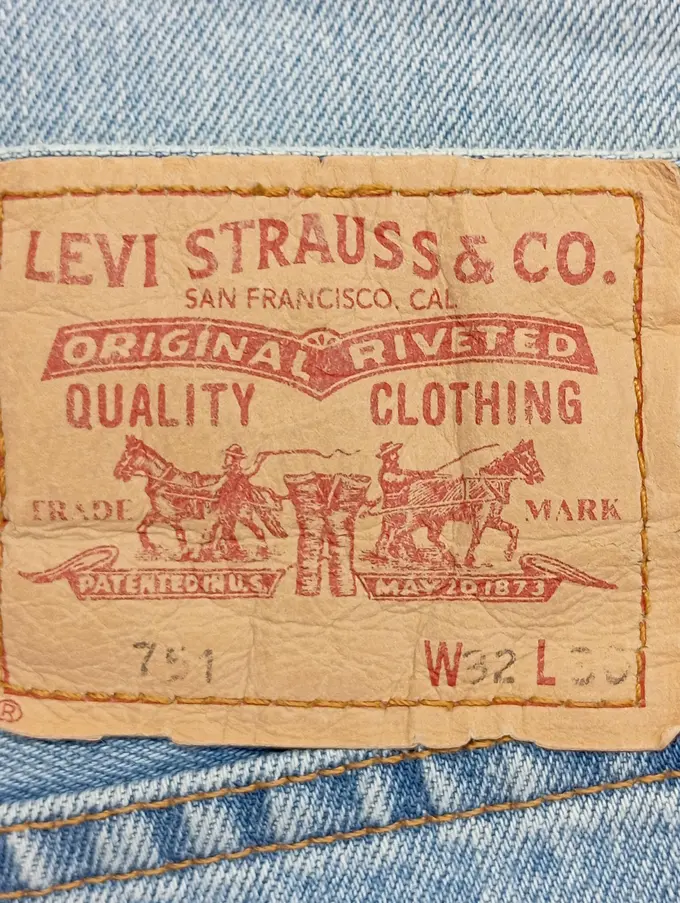 LEVI STRAUSS & CO.
SAN FRANCISCO, CAL
ORIGINAL RIVETED
QUALITY CLOTHING
TRADE MARK
PATENTED IN U.S. MAY 20 1873
751 W32 L
®